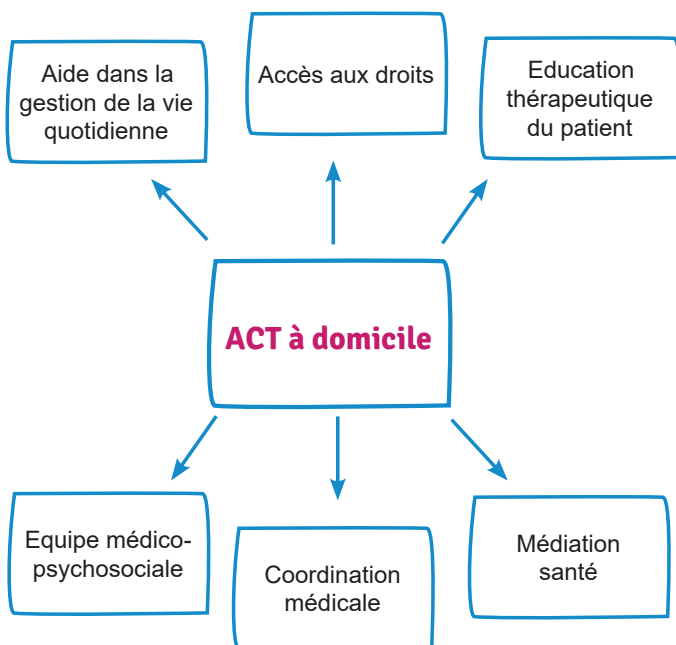 Aide dans la
gestion de la vie
quotidienne
Accès aux droits
Education
thérapeutique
du patient
ACT à domicile
Equipe médico-
psychosociale
Coordination
médicale
Médiation
santé